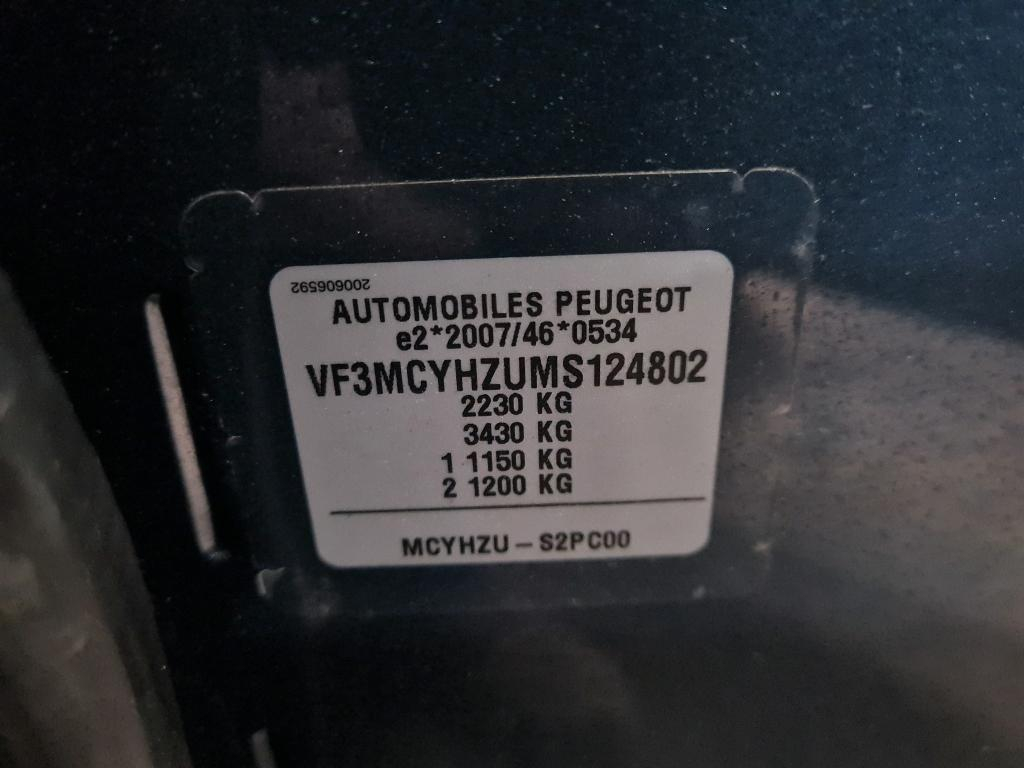 200606592
AUTOMOBILES PEUGEOT
e2*2007/46*0534
VF3MCYHZUMS124802
2230 KG
3430 KG
1 1150 KG
2 1200 KG
MCYHZU – S2PC00